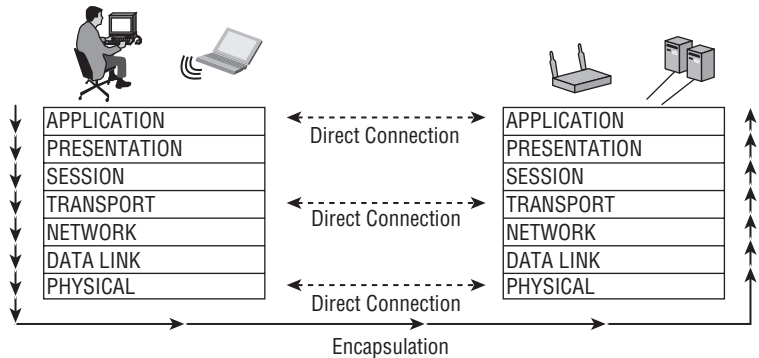 APPLICATION
PRESENTATION
SESSION
TRANSPORT
NETWORK
DATA LINK
PHYSICAL
Direct Connection
Direct Connection
Direct Connection
APPLICATION
PRESENTATION
SESSION
TRANSPORT
NETWORK
DATA LINK
PHYSICAL
Encapsulation